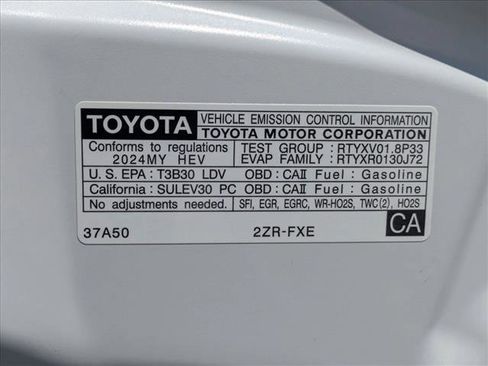 TOYOTA VEHICLE EMISSION CONTROL INFORMATION
TOYOTA MOTOR CORPORATION
Conforms to regulations TEST GROUP : RTYXV01.8P33
2024MY HEV EVAP FAMILY : RTYXR0130J72
U.S. EPA : T3B30 LDV OBD : CAII Fuel : Gasoline
California : SULEV30 PC OBD : CAII Fuel : Gasoline
No adjustments needed. SFI, EGR, EGRC, WR-HO2S, TWC(2), HO2S
37A50 2ZR-FXE CA